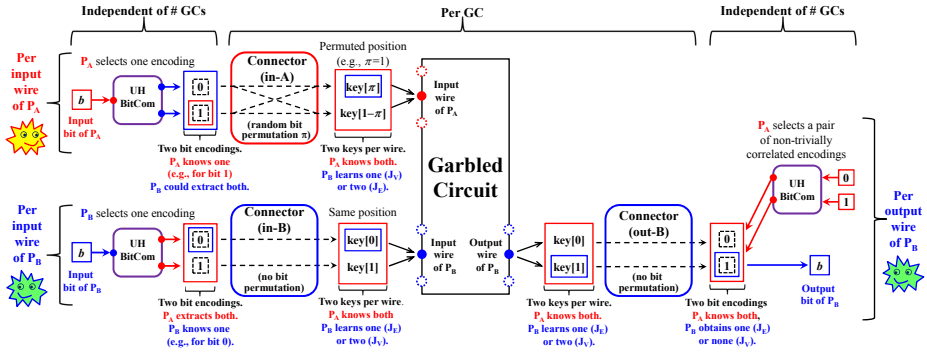 Independent of # GCs
Per GC
Independent of # GCs
Per
input
wire
of PA
PA selects one encoding
b
Input
bit of PA
UH
BitCom
0
1
Two bit encodings.
PA knows one
(e.g., for bit 1)
PB could extract both.
Connector
(in-A)
(random bit
permutation π)
Permuted position
(e.g., π=1)
key[π]
key[1−π]
Two keys per wire.
PA knows both.
PB learns one (JV)
or two (JE).
Input
wire
of PA
Garbled
Circuit
Per
input
wire
of PB
PB selects one encoding
b
Input
bit of PB
UH
BitCom
0
1
Two bit encodings.
PA extracts both.
PB knows one
(e.g., for bit 0).
Connector
(in-B)
(no bit
permutation)
Same position
key[0]
key[1]
Two keys per wire.
PA knows both
PB learns one (JE)
or two (JV).
Input
wire
of PB
Output
wire
of PB
key[0]
key[1]
Two keys per wire.
PA knows both.
PB learns one (JE)
or two (JV).
Connector
(out-B)
(no bit
permutation)
0
1
Two bit encodings
PA knows both,
PB obtains one (JE)
or none (JV).
PA selects a pair
of non-trivially
correlated encodings
UH
BitCom
0
1
b
Output
bit of PB
Per
output
wire
of PB